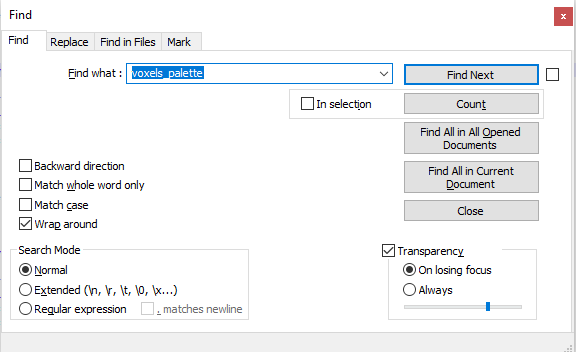 Find
Find Replace Find in Files Mark
Find what : voxels_palette Find Next
In selection Count
Find All in All Opened
Documents
Backward direction
Find All in Current
Document
Match whole word only
Match case
Close
Wrap around
Search Mode
Transparency
Normal
On losing focus
Extended (\n, \r, \t, \0, \x...)
Always
Regular expression . matches newline